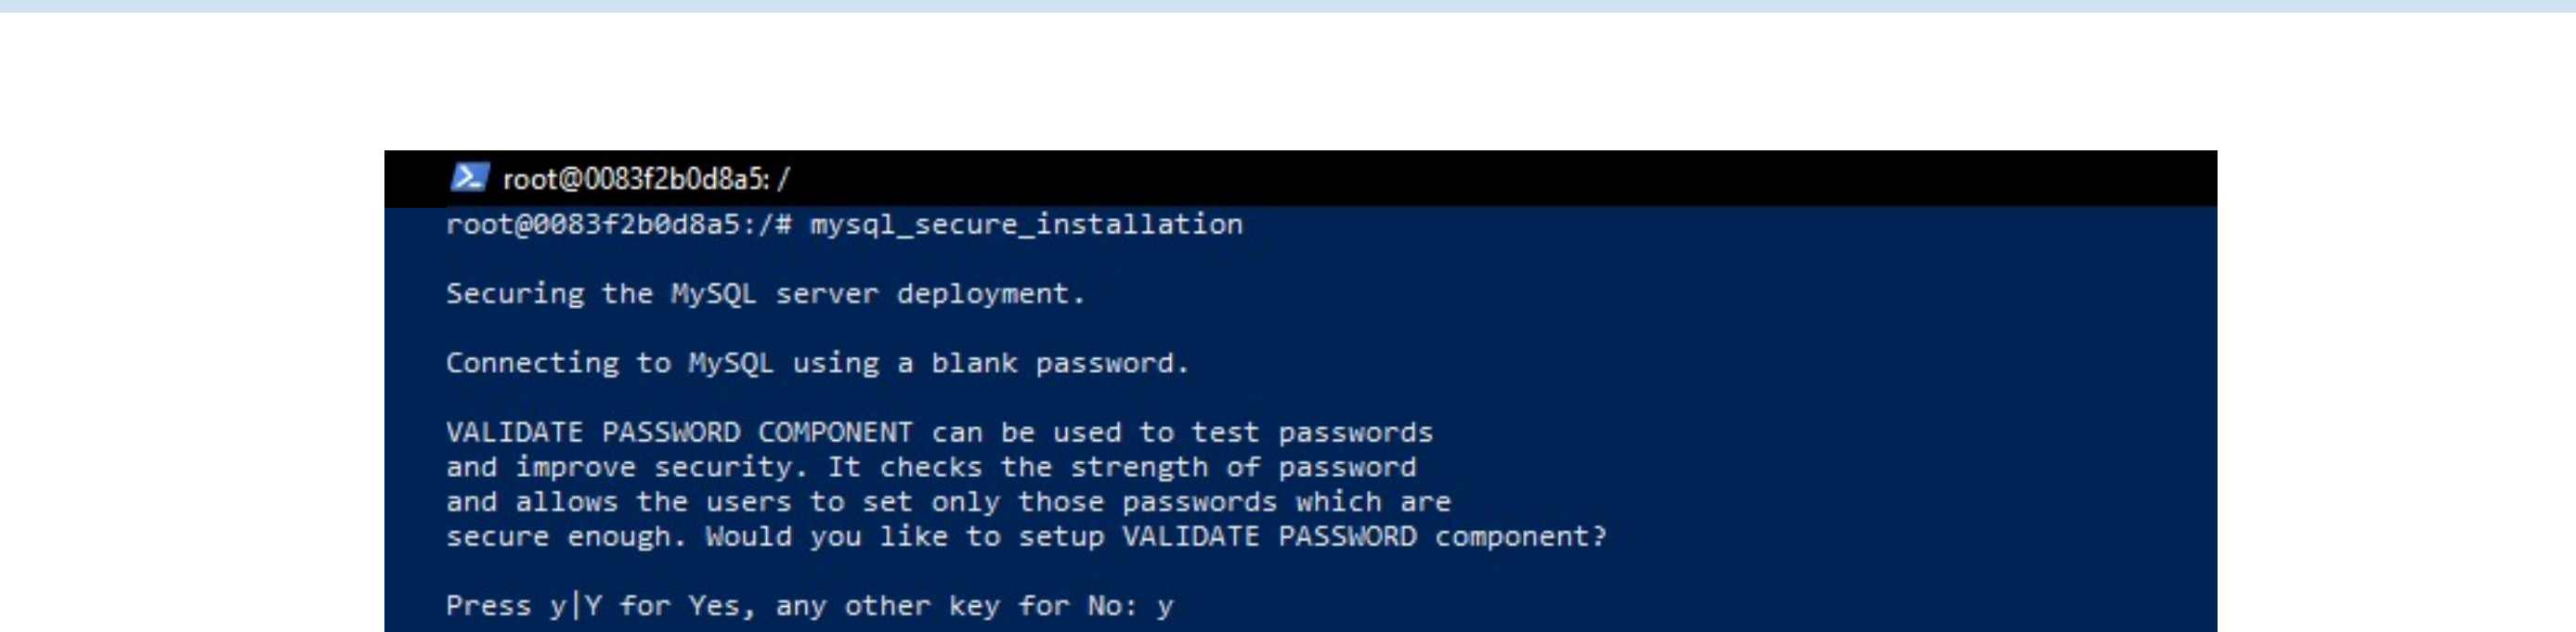 root@0083f2b0d8a5: /
root@0083f2b0d8a5:/# mysql_secure_installation
Securing the MySQL server deployment.
Connecting to MySQL using a blank password.
VALIDATE PASSWORD COMPONENT can be used to test passwords
and improve security. It checks the strength of password
and allows the users to set only those passwords which are
secure enough. Would you like to setup VALIDATE PASSWORD component?
Press y|Y for Yes, any other key for No: y